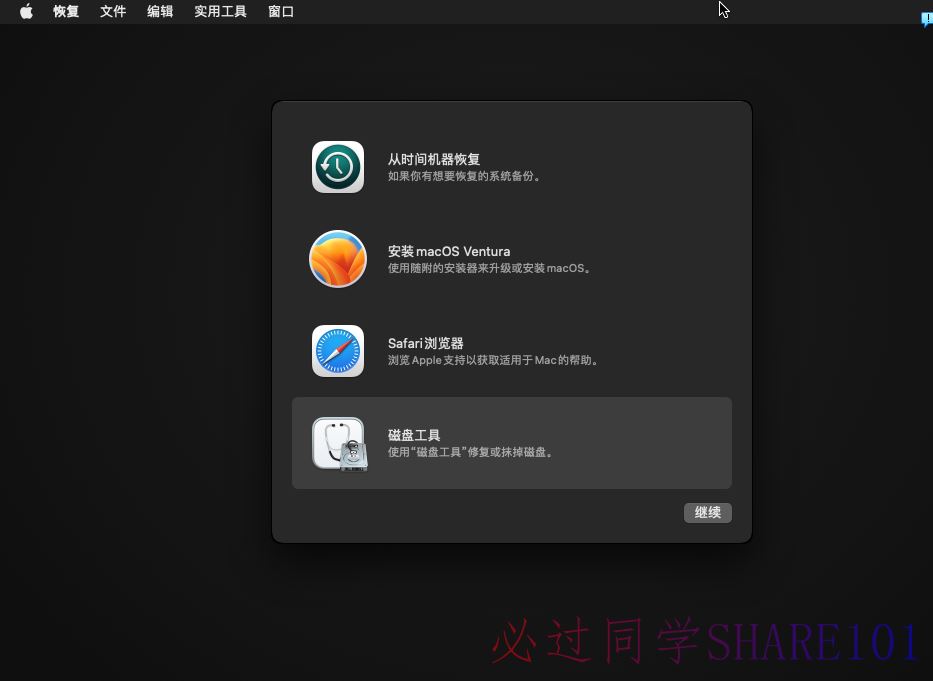 恢复 文件 编辑 实用工具 窗口
从时间机器恢复
如果你有想要恢复的系统备份。
安装macOS Ventura
使用随附的安装器来升级或安装macOS。
Safari浏览器
浏览Apple支持以获取适用于Mac的帮助。
磁盘工具
使用“磁盘工具”修复或抹掉磁盘。
继续
必过同学SHARE101